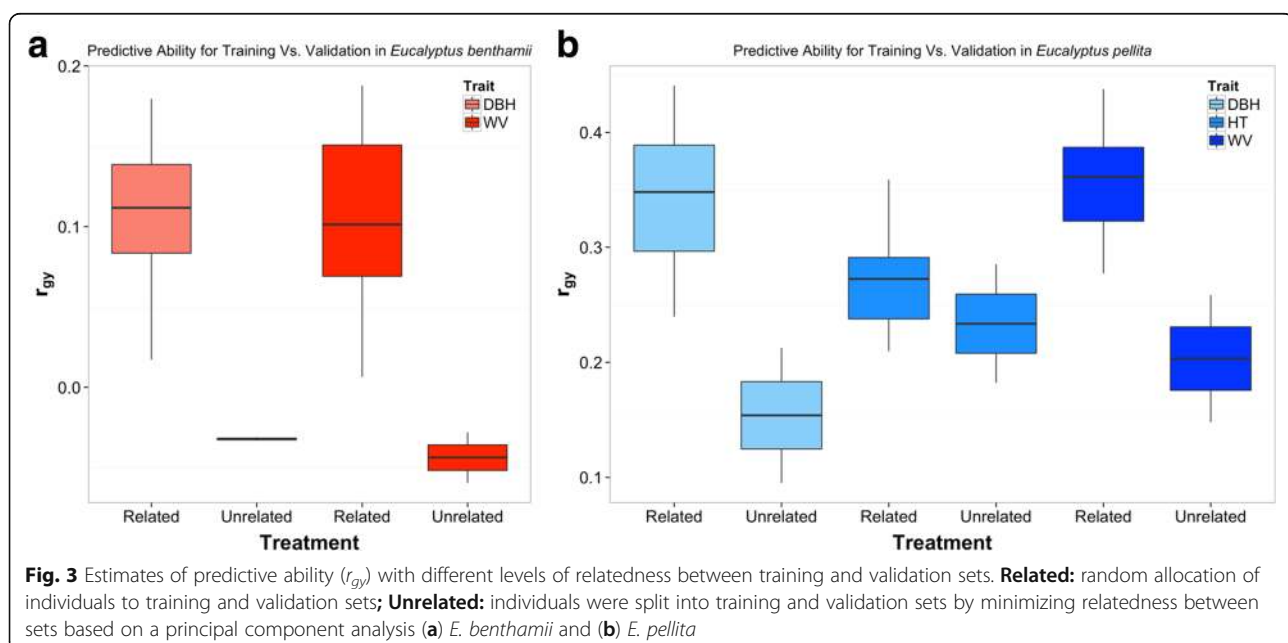 a
Predictive Ability for Training Vs. Validation in Eucalyptus benthamii
0.2
0.1
0.0
r_gy
Trait
DBH
WV
Related
Unrelated
Related
Unrelated
Treatment
b
Predictive Ability for Training Vs. Validation in Eucalyptus pellita
0.4
0.3
0.2
0.1
r_gy
Trait
DBH
HT
WV
Related
Unrelated
Related
Unrelated
Related
Unrelated
Treatment
Fig. 3 Estimates of predictive ability (r_gy) with different levels of relatedness between training and validation sets. Related: random allocation of
individuals to training and validation sets; Unrelated: individuals were split into training and validation sets by minimizing relatedness between
sets based on a principal component analysis (a) E. benthamii and (b) E. pellita